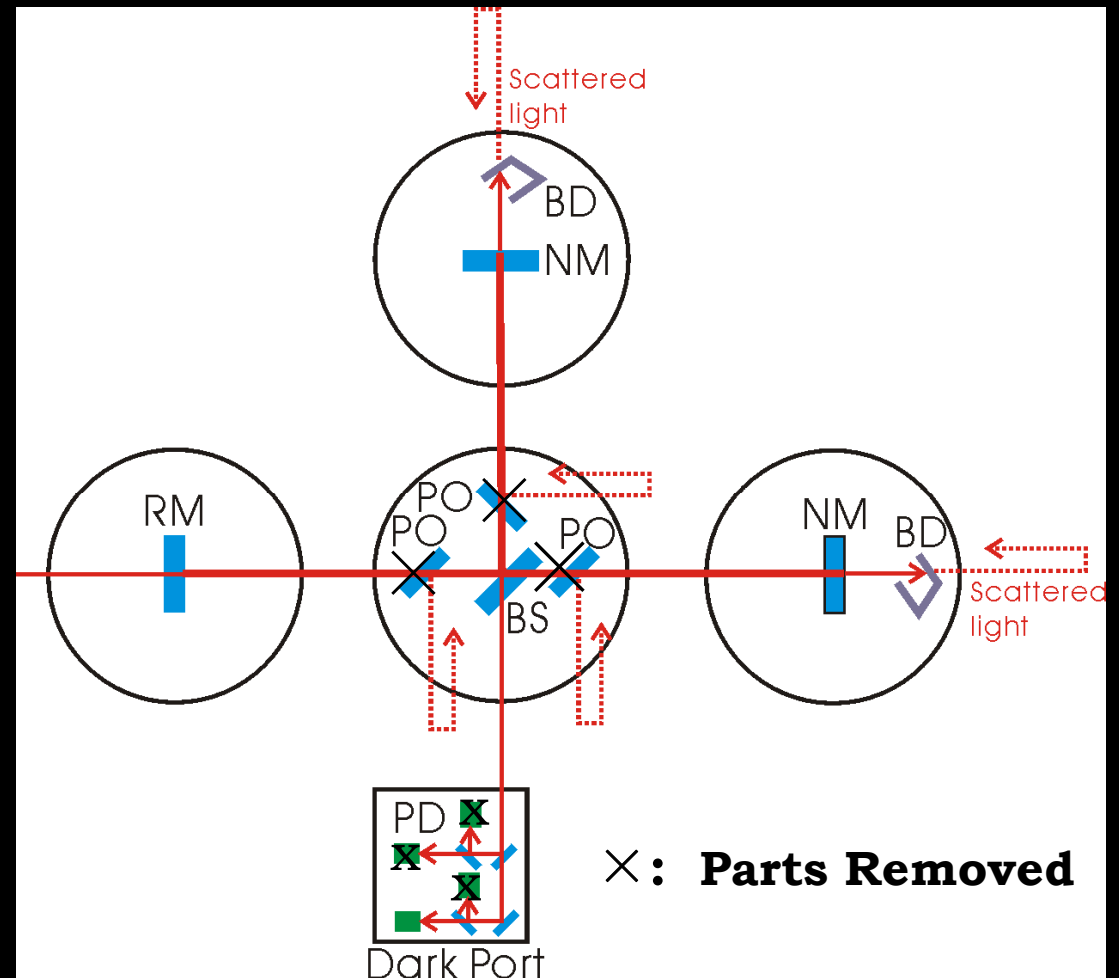 Scattered
light
BD
NM
RM
PO
PO
PO
NM
BD
BS
Scattered
light
PD
X
X
X
×: Parts Removed
Dark Port